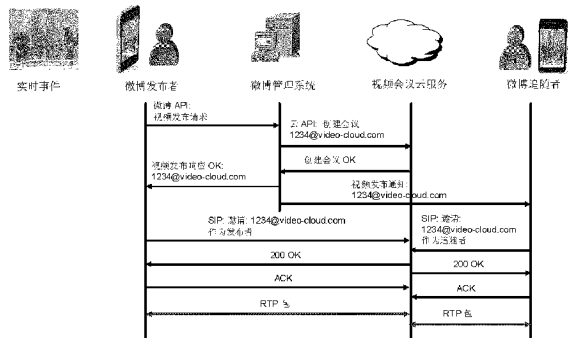 实时事件
微博发布者
微博管理系统
视频会议云服务
微博追随者
微博 API:
视频发布请求
云 API: 创建会议
1234@video-cloud.com
创建会议 OK
视频发布响应 OK:
1234@video-cloud.com
视频发布通知:
1234@video-cloud.com
SIP: 邀请: 1234@video-cloud.com
作为发布者
SIP: 邀请:
1234@video-cloud.com
作为追随者
200 OK
200 OK
ACK
ACK
RTP 包
RTP 包